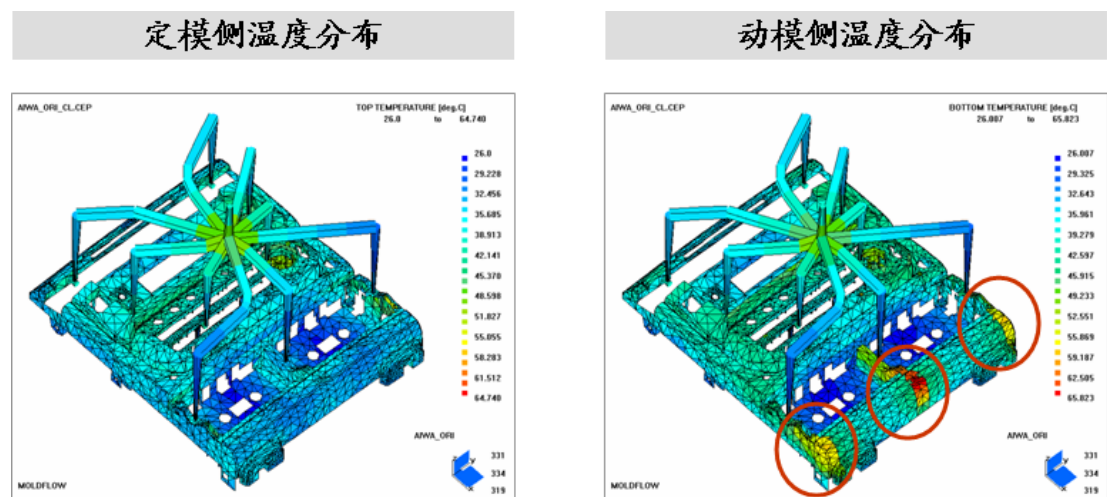 定模侧温度分布
AIWA_ORI_CL.CEP
TOP TEMPERATURE [deg.C]
26.0 to 64.740
26.0
29.228
32.456
35.685
38.913
42.141
45.370
48.598
51.827
55.055
58.283
61.512
64.740
AIWA_ORI
331
334
319
MOLDFLOW
动模侧温度分布
AIWA_ORI_CL.CEP
BOTTOM TEMPERATURE [deg.C]
26.007 to 65.823
26.007
29.325
32.643
35.961
39.279
42.597
45.915
49.233
52.551
55.869
59.187
62.505
65.823
AIWA_ORI
331
334
319
MOLDFLOW